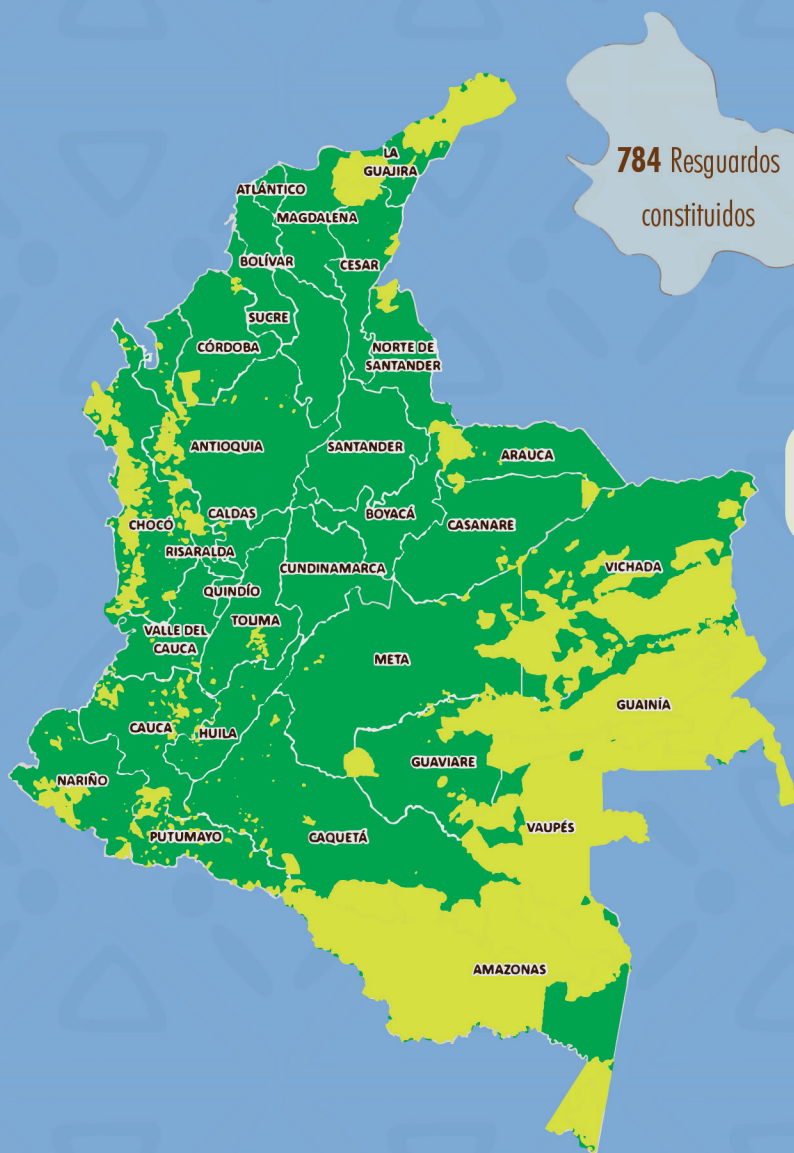 784 Resguardos
constituidos
LA
GUAJIRA
ATLÁNTICO
MAGDALENA
BOLÍVAR
CESAR
SUCRE
CÓRDOBA
NORTE DE
SANTANDER
ANTIOQUIA
SANTANDER
ARAUCA
CHOCÓ
CALDAS
BOYACÁ
CASANARE
RISARALDA
CUNDINAMARCA
VICHADA
QUINDÍO
TOLIMA
VALLE DEL
CAUCA
META
GUAINÍA
CAUCA
HUILA
GUAVIARE
NARIÑO
PUTUMAYO
CAQUETÁ
VAUPÉS
AMAZONAS